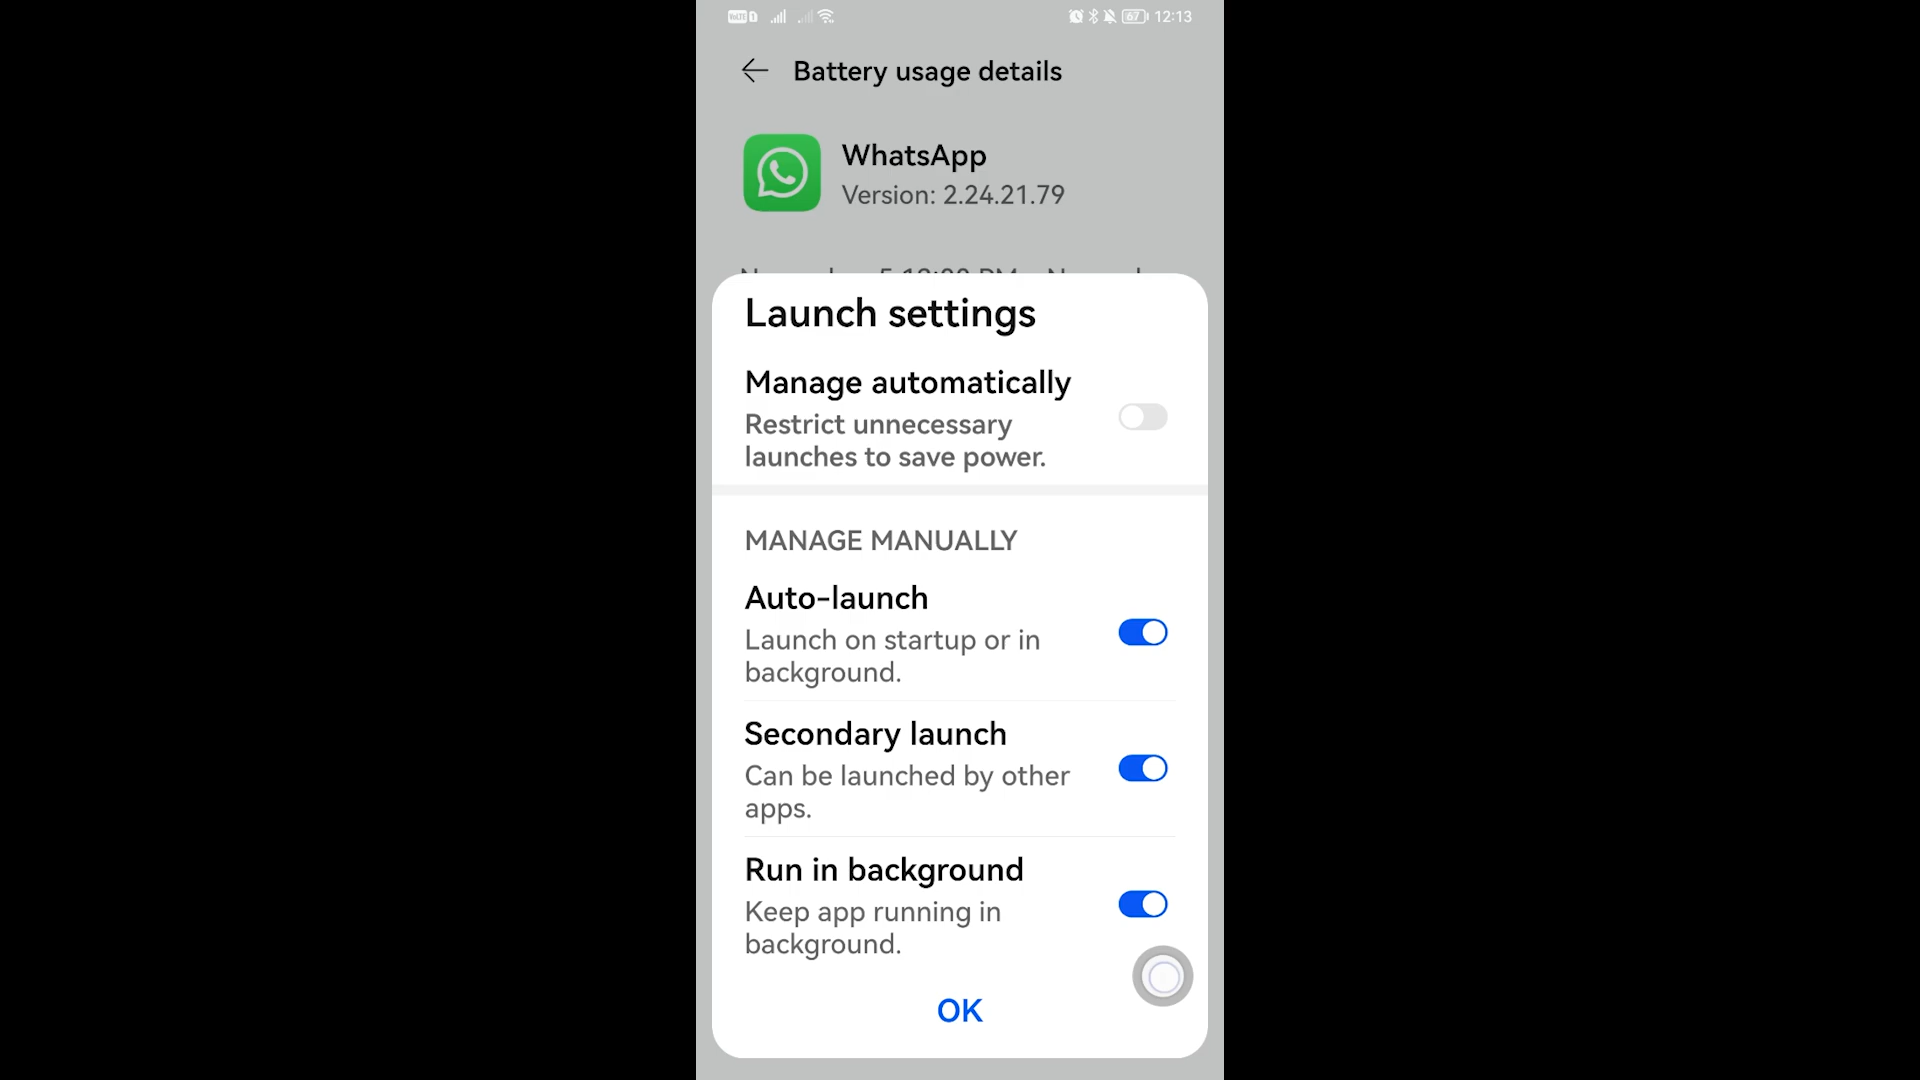 67 12:13
Battery usage details
WhatsApp
Version: 2.24.21.79
Launch settings
Manage automatically
Restrict unnecessary
launches to save power.
MANAGE MANUALLY
Auto-launch
Launch on startup or in
background.
Secondary launch
Can be launched by other
apps.
Run in background
Keep app running in
background.
OK